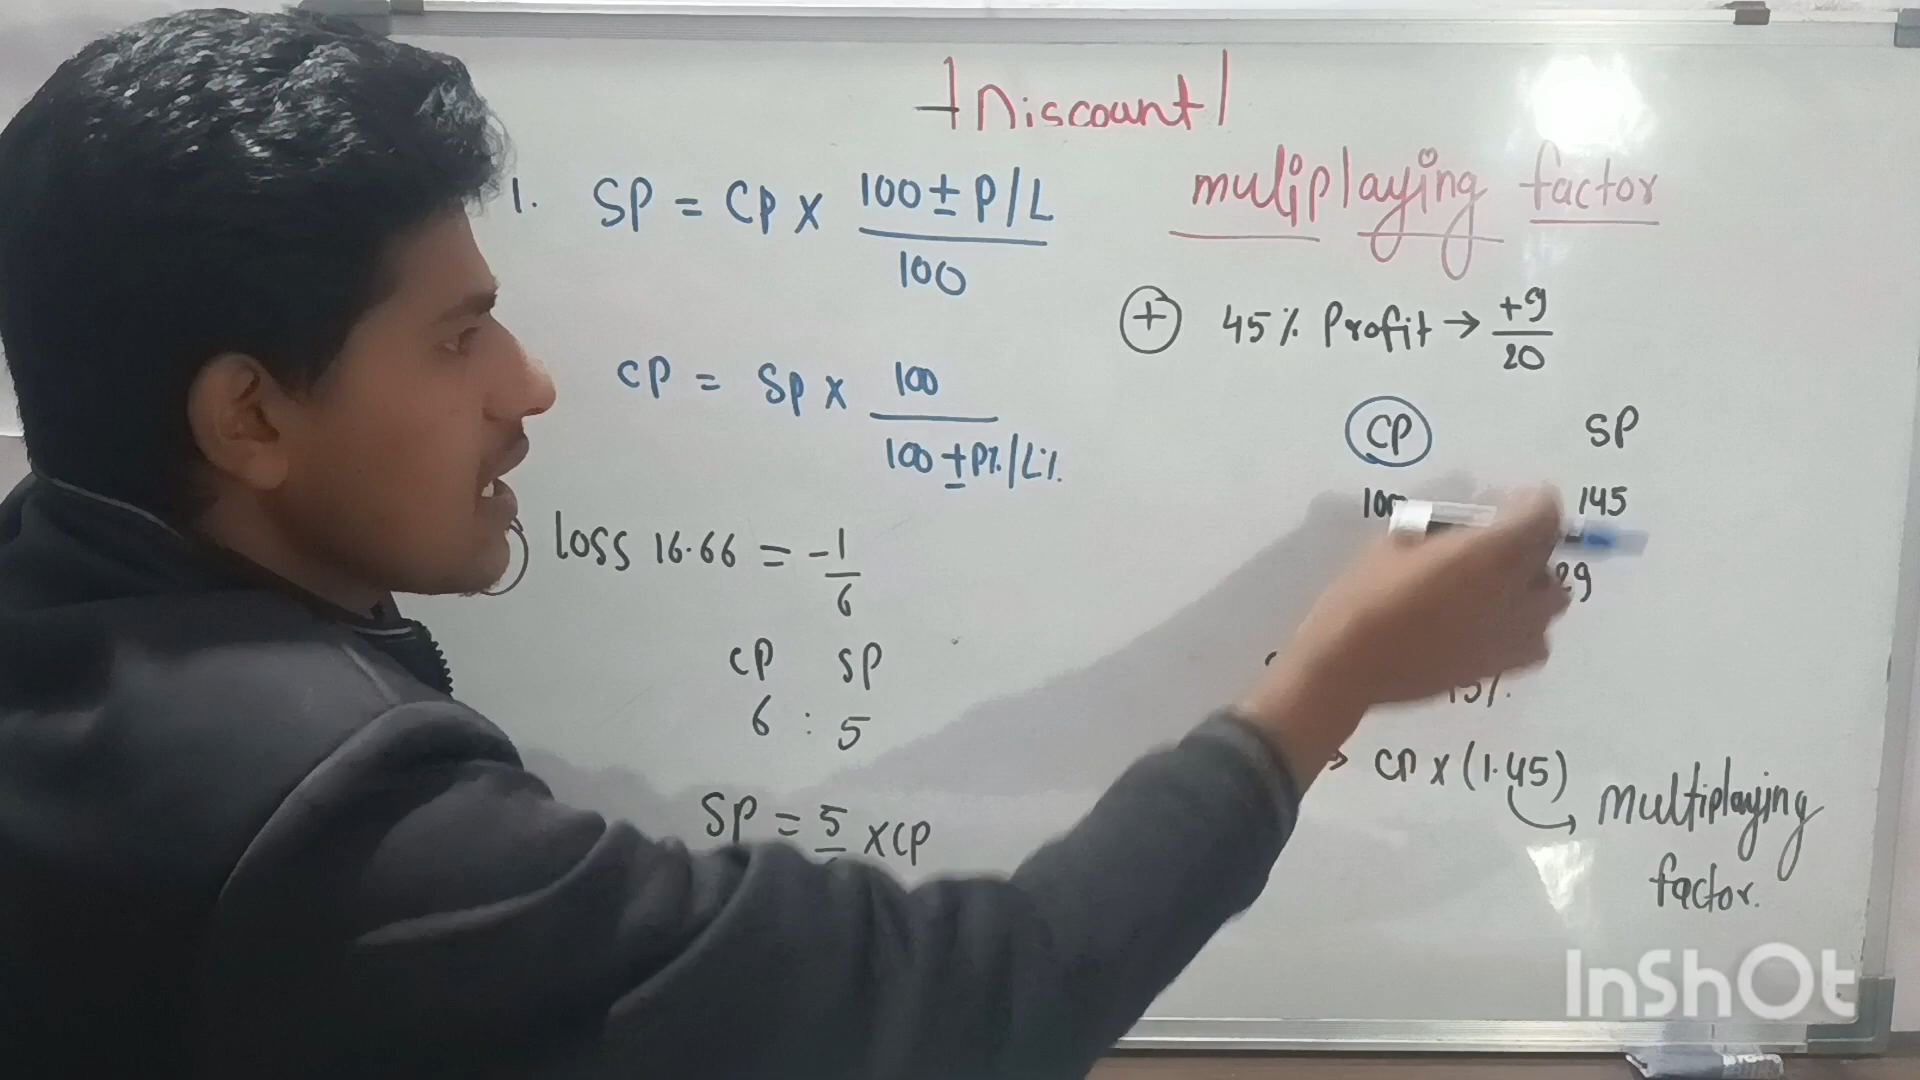 Discount
1. SP = CP x 100 ± P/L
100
CP = SP x 100
100 ± P%/L%
loss 16.66 = -1
6
CP SP
6 : 5
SP = 5 x CP
muliplaying factor
+ 45% Profit → +9
20
CP SP
145
29
CP x (1.45)
multiplaying
factor.
InShOt